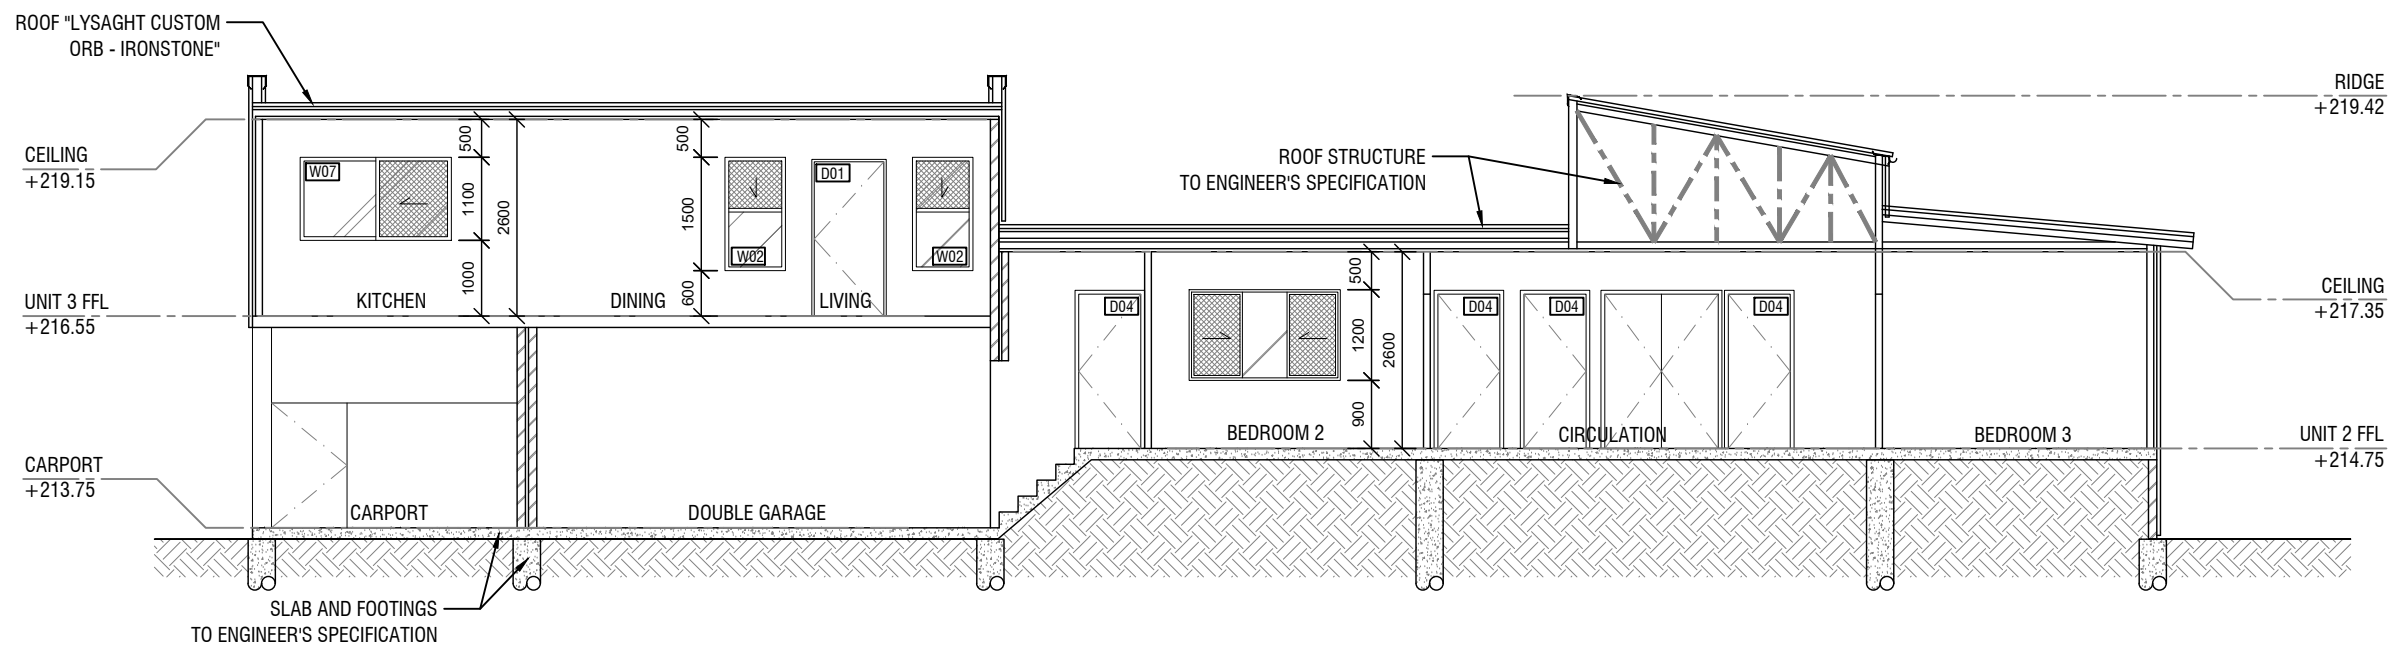 ROOF "LYSAGHT CUSTOM
ORB - IRONSTONE"
RIDGE
+219.42
CEILING
+219.15
ROOF STRUCTURE
TO ENGINEER'S SPECIFICATION
W07
D01
500
1100
1000
2600
500
1500
600
W02
W02
KITCHEN
DINING
LIVING
UNIT 3 FFL
+216.55
CEILING
+217.35
D04
500
1200
900
2600
D04
D04
D04
BEDROOM 2
CIRCULATION
BEDROOM 3
UNIT 2 FFL
+214.75
CARPORT
+213.75
CARPORT
DOUBLE GARAGE
SLAB AND FOOTINGS
TO ENGINEER'S SPECIFICATION